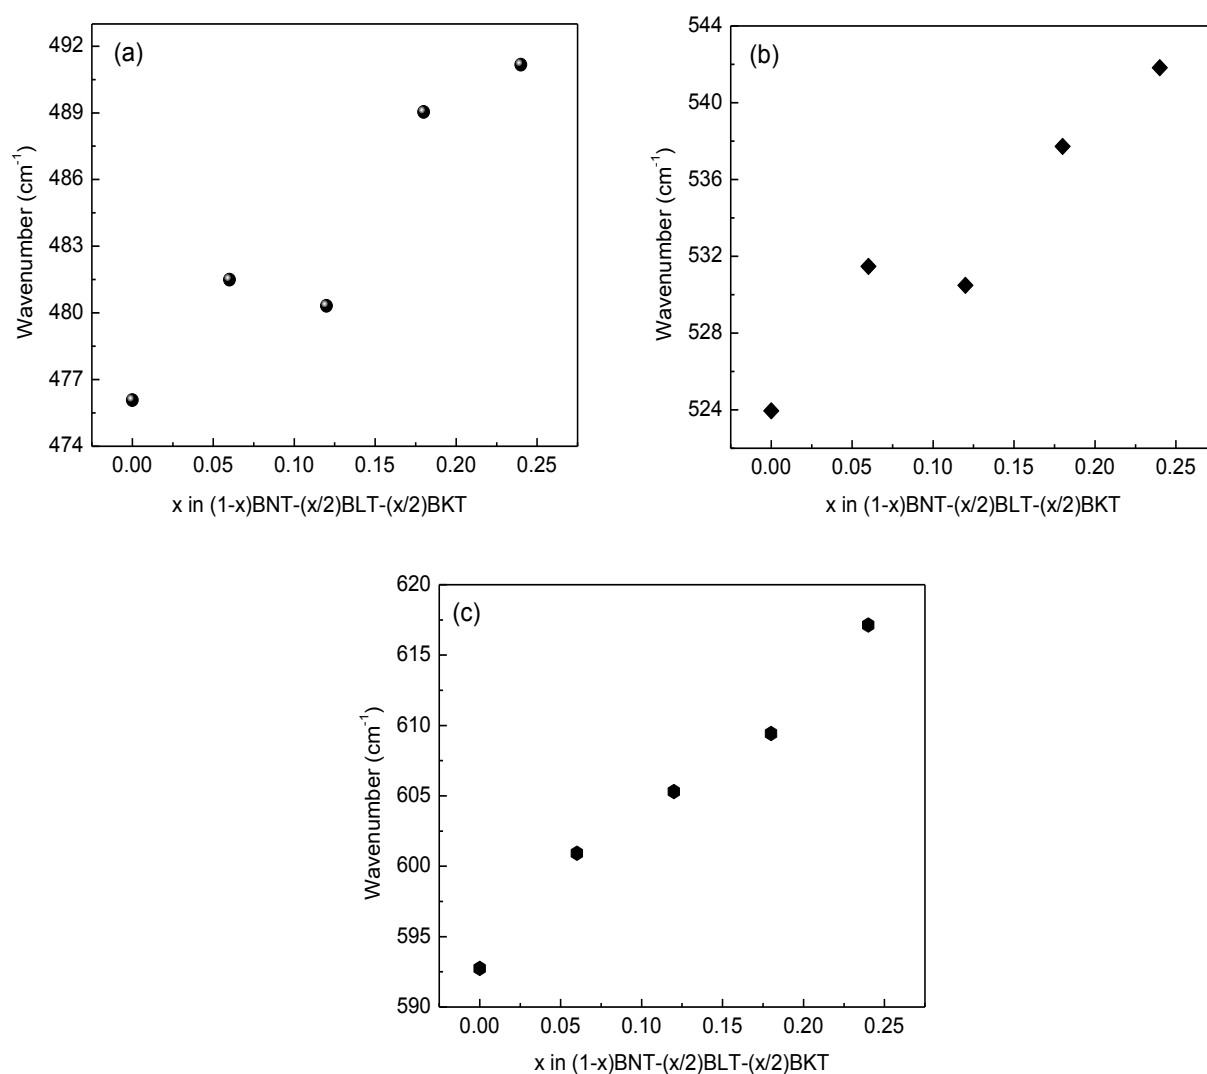 (a)
Wavenumber (cm⁻¹)
492
489
486
483
480
477
474
0.00 0.05 0.10 0.15 0.20 0.25
x in (1-x)BNT-(x/2)BLT-(x/2)BKT
(b)
Wavenumber (cm⁻¹)
544
540
536
532
528
524
0.00 0.05 0.10 0.15 0.20 0.25
x in (1-x)BNT-(x/2)BLT-(x/2)BKT
(c)
Wavenumber (cm⁻¹)
620
615
610
605
600
595
590
0.00 0.05 0.10 0.15 0.20 0.25
x in (1-x)BNT-(x/2)BLT-(x/2)BKT